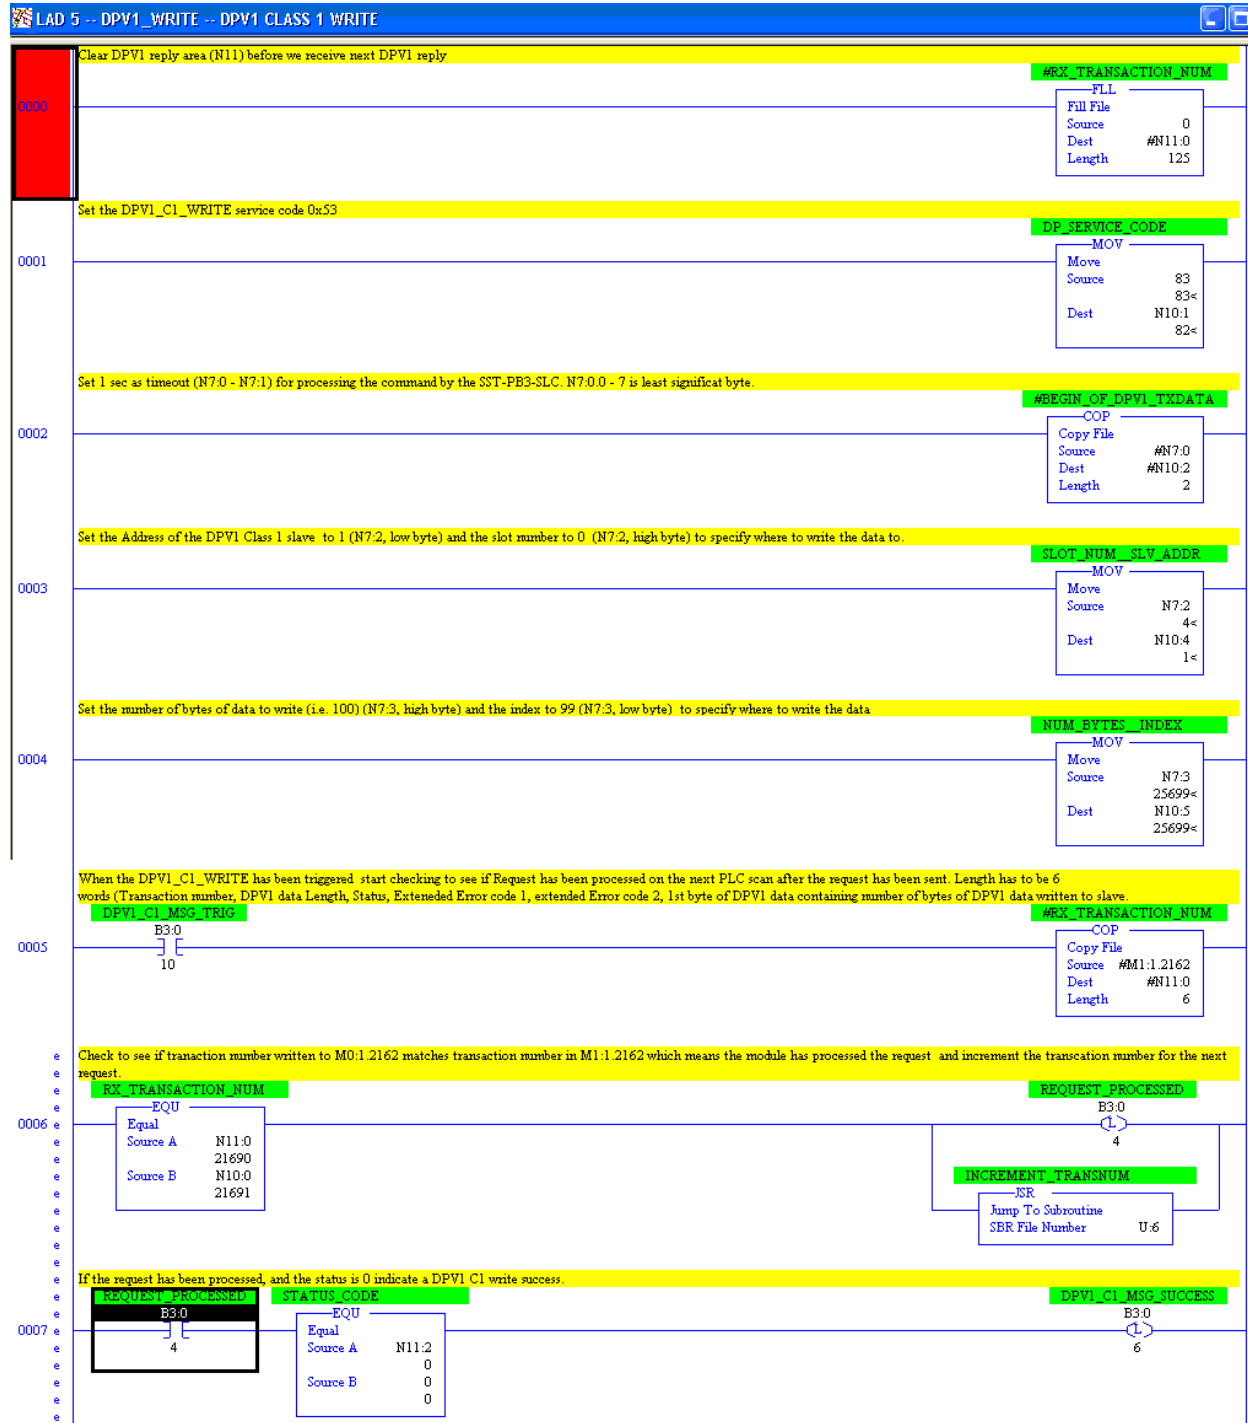 LAD 5 -- DPV1_WRITE -- DPV1 CLASS 1 WRITE
Clear DPV1 reply area (N11) before we receive next DPV1 reply
#RX_TRANSACTION_NUM
FLL
0000
Fill File
Source 0
Dest #N11:0
Length 125
Set the DPV1_C1_WRITE service code 0x53
DP_SERVICE_CODE
MOV
0001
Move
Source 83
83<
Dest N10:1
82<
Set 1 sec as timeout (N7:0 - N7:1) for processing the command by the SST-PB3-SLC. N7:0.0 - 7 is least significat byte.
#BEGIN_OF_DPV1_TXDATA
COP
0002
Copy File
Source #N7:0
Dest #N10:2
Length 2
Set the Address of the DPV1 Class 1 slave  to 1 (N7:2, low byte) and the slot number to 0  (N7:2, high byte) to specify where to write the data to.
SLOT_NUM__SLV_ADDR
MOV
0003
Move
Source N7:2
4<
Dest N10:4
1<
Set the number of bytes of data to write (i.e. 100) (N7:3, high byte) and the index to 99 (N7:3, low byte)  to specify where to write the data
NUM_BYTES__INDEX
MOV
0004
Move
Source N7:3
25699<
Dest N10:5
25699<
When the DPV1_C1_WRITE has been triggered  start checking to see if Request has been processed on the next PLC scan after the request has been sent. Length has to be 6
words (Transaction number, DPV1 data Length, Status, Exteneded Error code 1, extended Error code 2, 1st byte of DPV1 data containing number of bytes of DPV1 data written to slave.
DPV1_C1_MSG_TRIG #RX_TRANSACTION_NUM
B3:0 COP
0005
10
Copy File
Source #M1:1.2162
Dest #N11:0
Length 6
e Check to see if tranaction number written to M0:1.2162 matches transaction number in M1:1.2162 which means the module has processed the request  and increment the transcation number for the next
e request.
e RX_TRANSACTION_NUM REQUEST_PROCESSED
e EQU B3:0
0006 e Equal L
e Source A N11:0 4
e 21690
e Source B N10:0 INCREMENT_TRANSNUM
e 21691 JSR
e Jump To Subroutine
e SBR File Number U:6
e
e
e If the request has been processed, and the status is 0 indicate a DPV1 C1 write success.
e REQUEST_PROCESSED STATUS_CODE DPV1_C1_MSG_SUCCESS
e B3:0 EQU B3:0
0007 e Equal L
e 4 Source A N11:2 6
e 0
e Source B 0
e 0
e